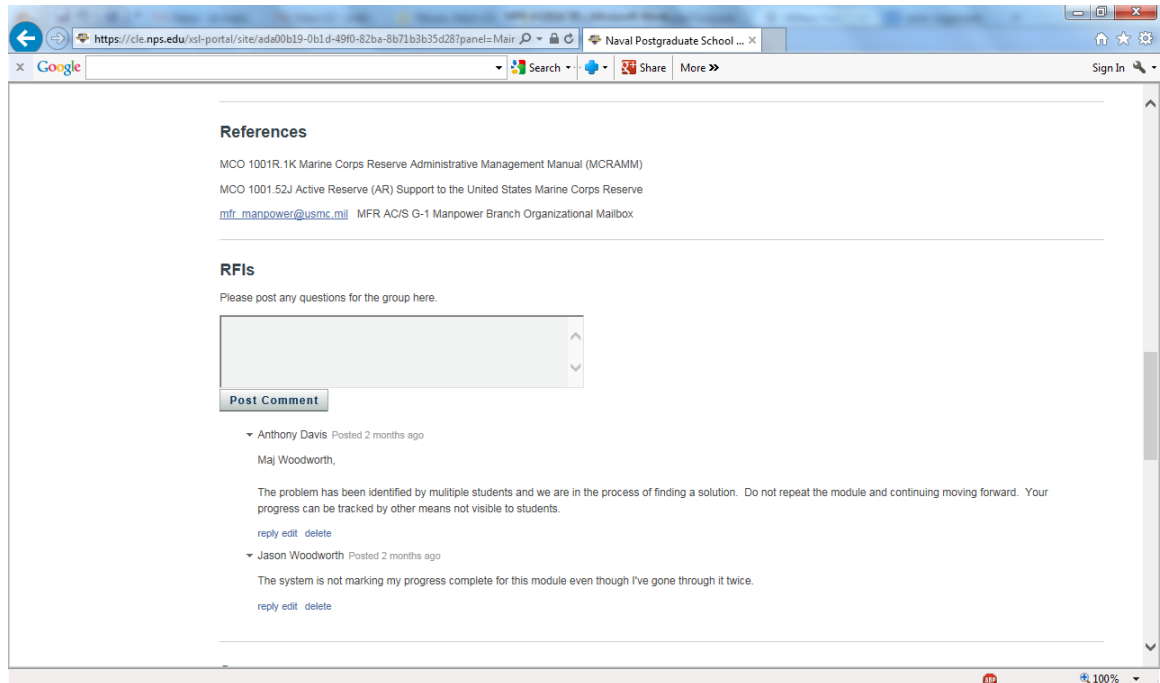 https://cle.nps.edu/xsl-portal/site/ada00b19-0b1d-49f0-82ba-8b71b3b35d28?panel=Mair
Naval Postgraduate School ... ×
x Google Search Share More » Sign In
References
MCO 1001R.1K Marine Corps Reserve Administrative Management Manual (MCRAMM)
MCO 1001.52J Active Reserve (AR) Support to the United States Marine Corps Reserve
mfr_manpower@usmc.mil MFR AC/S G-1 Manpower Branch Organizational Mailbox
RFIs
Please post any questions for the group here.
Post Comment
Anthony Davis Posted 2 months ago
Maj Woodworth,
The problem has been identified by mulitiple students and we are in the process of finding a solution. Do not repeat the module and continuing moving forward. Your
progress can be tracked by other means not visible to students.
reply edit delete
Jason Woodworth Posted 2 months ago
The system is not marking my progress complete for this module even though I've gone through it twice.
reply edit delete
ABP 100%